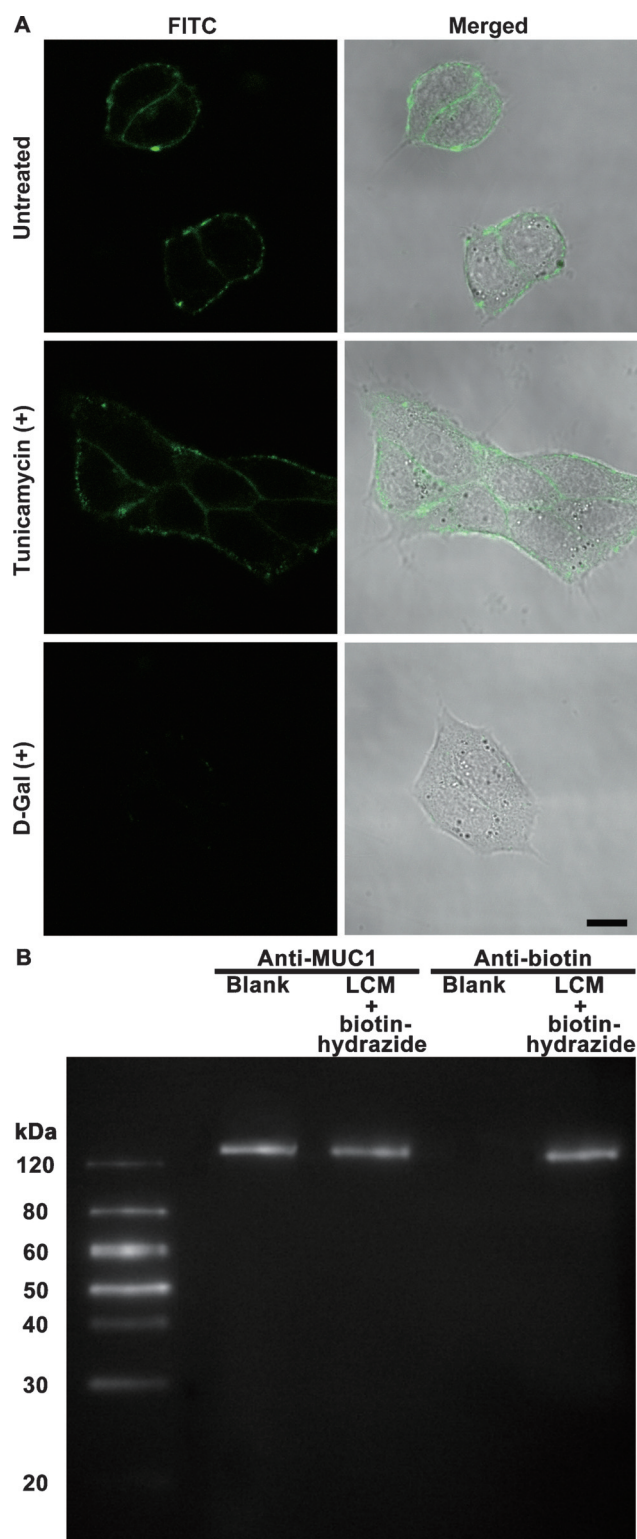 A
FITC
Merged
Untreated
Tunicamycin (+)
D-Gal (+)
B
Anti-MUC1
Anti-biotin
Blank
LCM
+
biotin-
hydrazide
Blank
LCM
+
biotin-
hydrazide
kDa
120
80
60
50
40
30
20